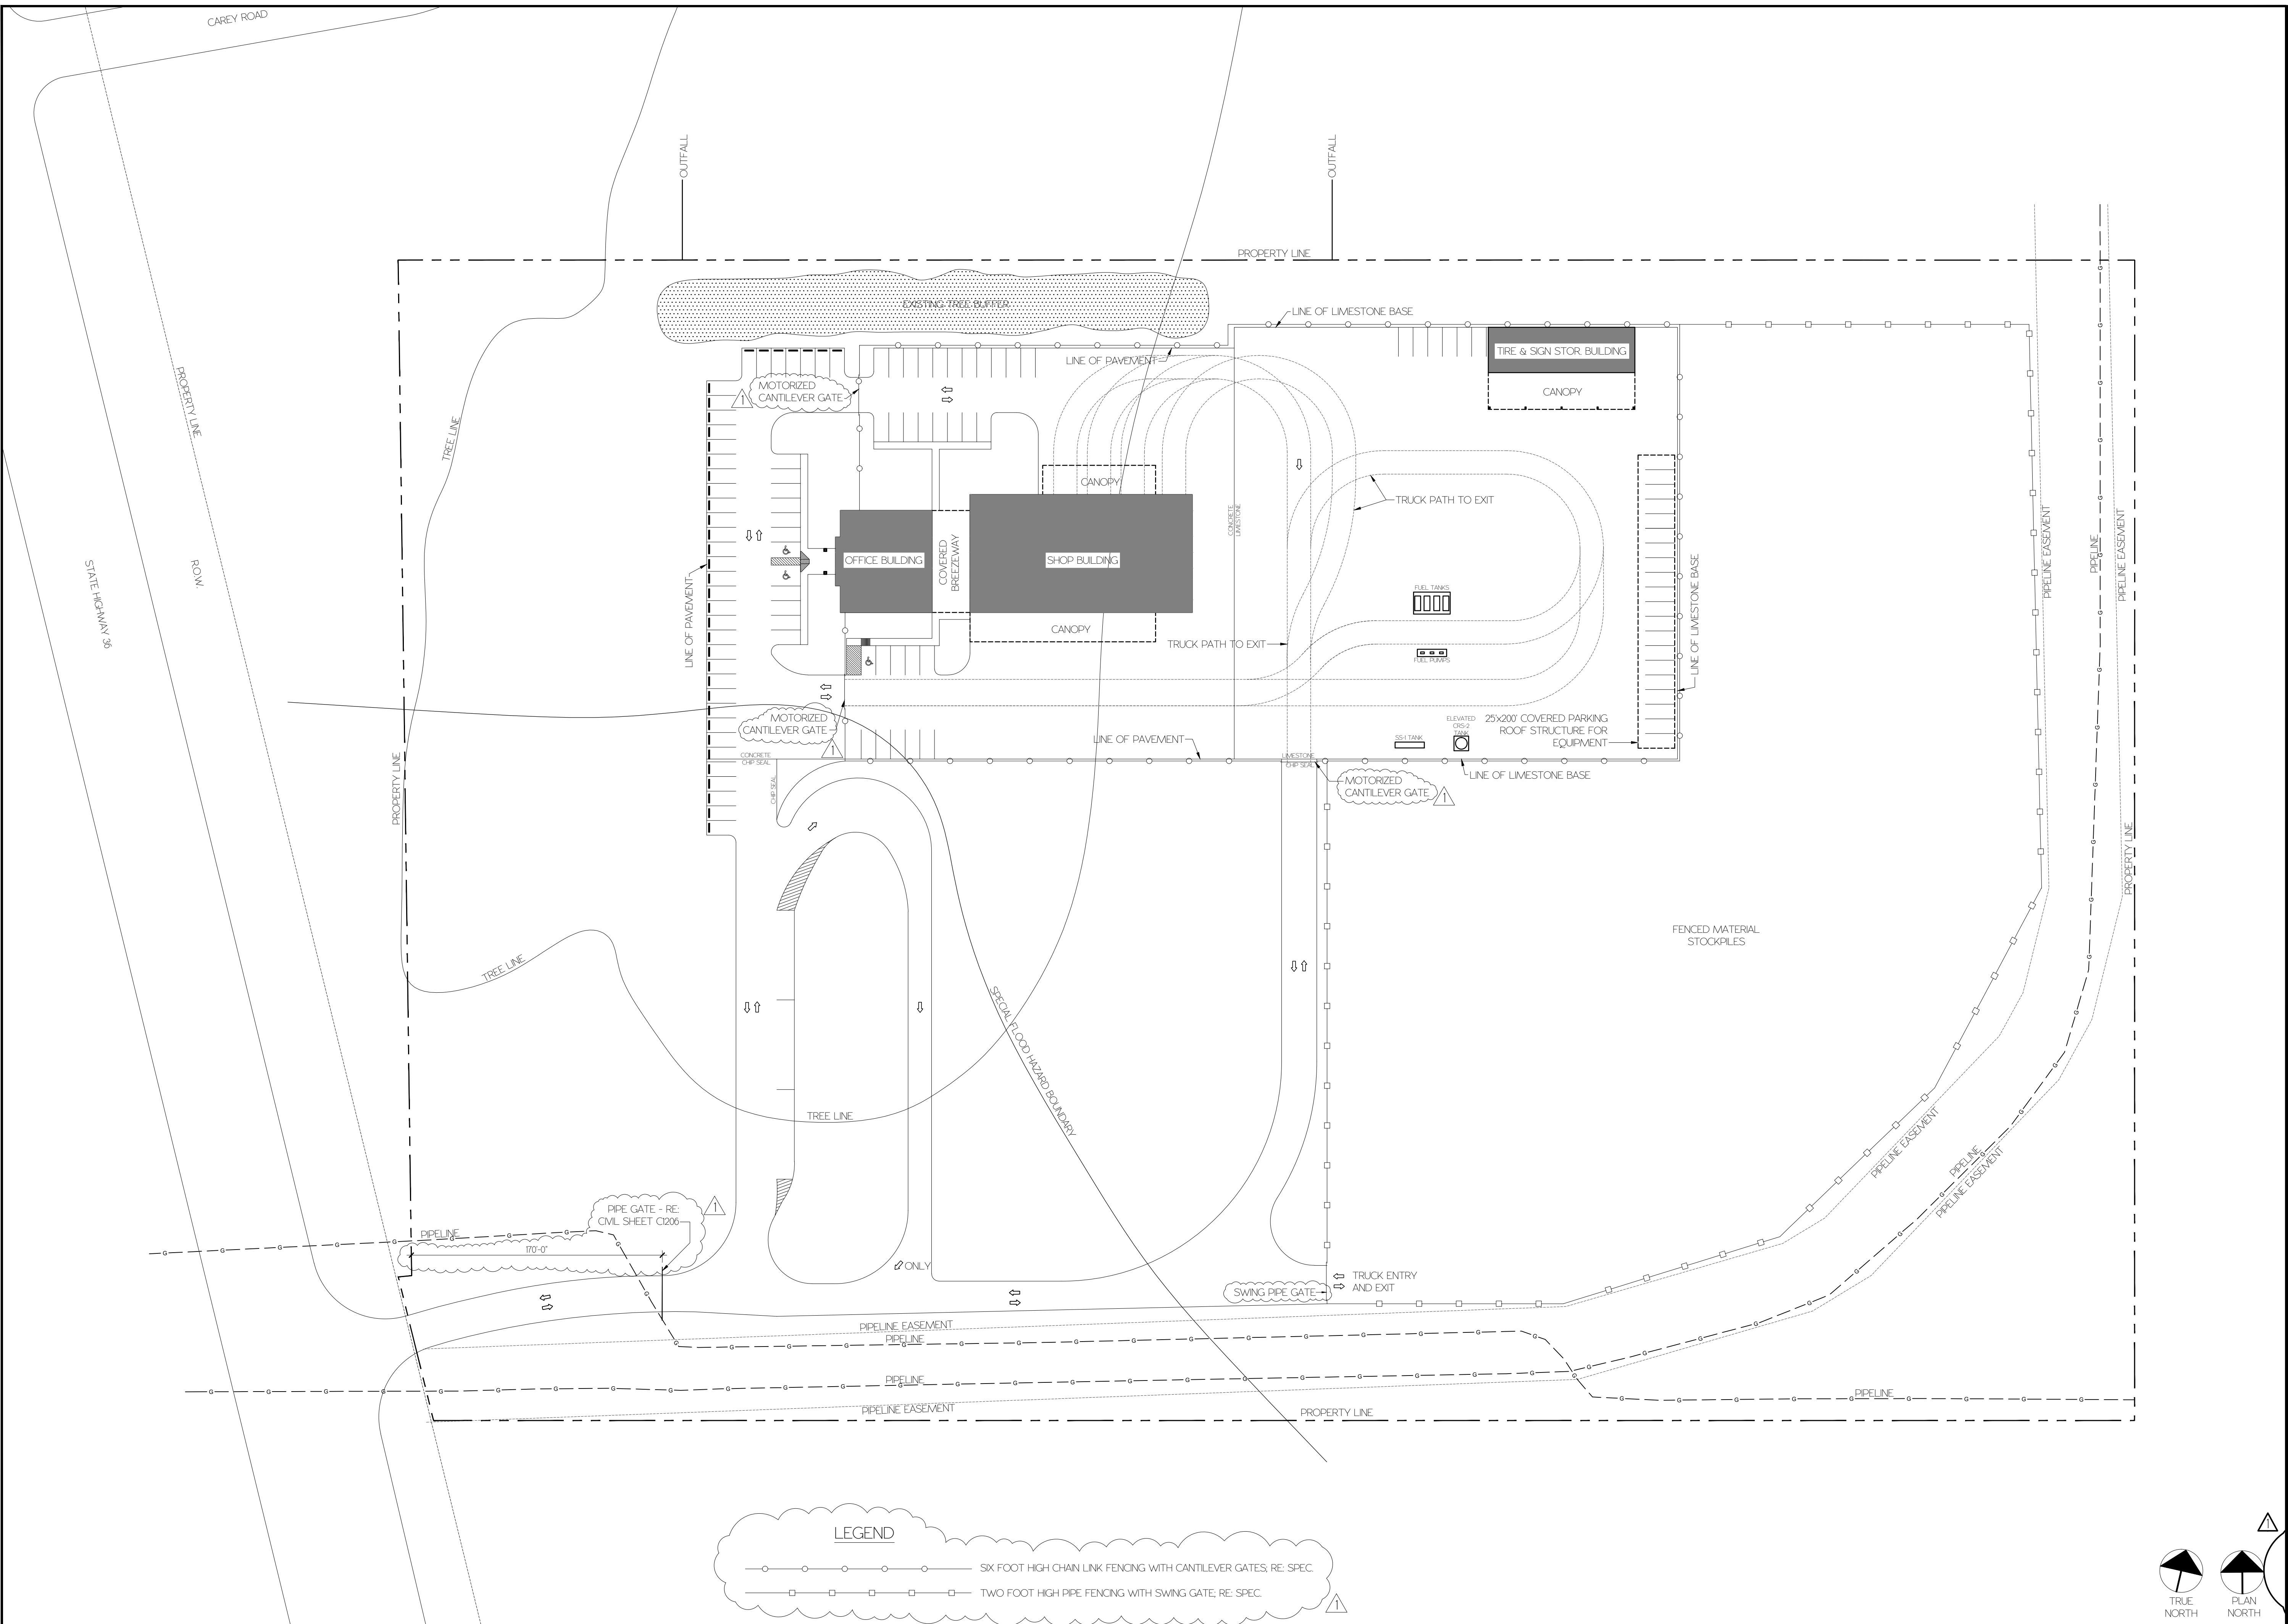 CAREY ROAD
OUTFALL
OUTFALL
PROPERTY LINE
EXISTING TREE BUFFER
LINE OF LIMESTONE BASE
LINE OF PAVEMENT
TIRE & SIGN STOR. BUILDING
CANOPY
MOTORIZED
CANTILEVER GATE
1
PROPERTY LINE
R.O.W.
STATE HIGHWAY 36
TREE LINE
CANOPY
TRUCK PATH TO EXIT
CONCRETE
LIMESTONE
OFFICE BUILDING
COVERED
BREEZEWAY
SHOP BUILDING
LINE OF PAVEMENT
CANOPY
TRUCK PATH TO EXIT
FUEL TANKS
FUEL PUMPS
LINE OF LIMESTONE BASE
PIPELINE EASEMENT
PIPELINE
PIPELINE EASEMENT
MOTORIZED
CANTILEVER GATE
1
LINE OF PAVEMENT
SS-1 TANK
ELEVATED
CRS-2
TANK
25'x200' COVERED PARKING
ROOF STRUCTURE FOR
EQUIPMENT
CONCRETE
CHIP SEAL
CHIP SEAL
LIMESTONE
CHIP SEAL
MOTORIZED
CANTILEVER GATE
1
LINE OF LIMESTONE BASE
PROPERTY LINE
PROPERTY LINE
FENCED MATERIAL
STOCKPILES
TREE LINE
SPECIAL FLOOD HAZARD BOUNDARY
TREE LINE
PIPELINE EASEMENT
PIPELINE
PIPELINE EASEMENT
PIPE GATE - RE:
CIVIL SHEET C1206
1
PIPELINE
170'-0"
ONLY
TRUCK ENTRY
AND EXIT
SWING PIPE GATE
PIPELINE EASEMENT
PIPELINE
PIPELINE
PIPELINE EASEMENT
PIPELINE
PROPERTY LINE
LEGEND
SIX FOOT HIGH CHAIN LINK FENCING WITH CANTILEVER GATES; RE: SPEC.
TWO FOOT HIGH PIPE FENCING WITH SWING GATE; RE: SPEC.
1
1
TRUE
NORTH
PLAN
NORTH